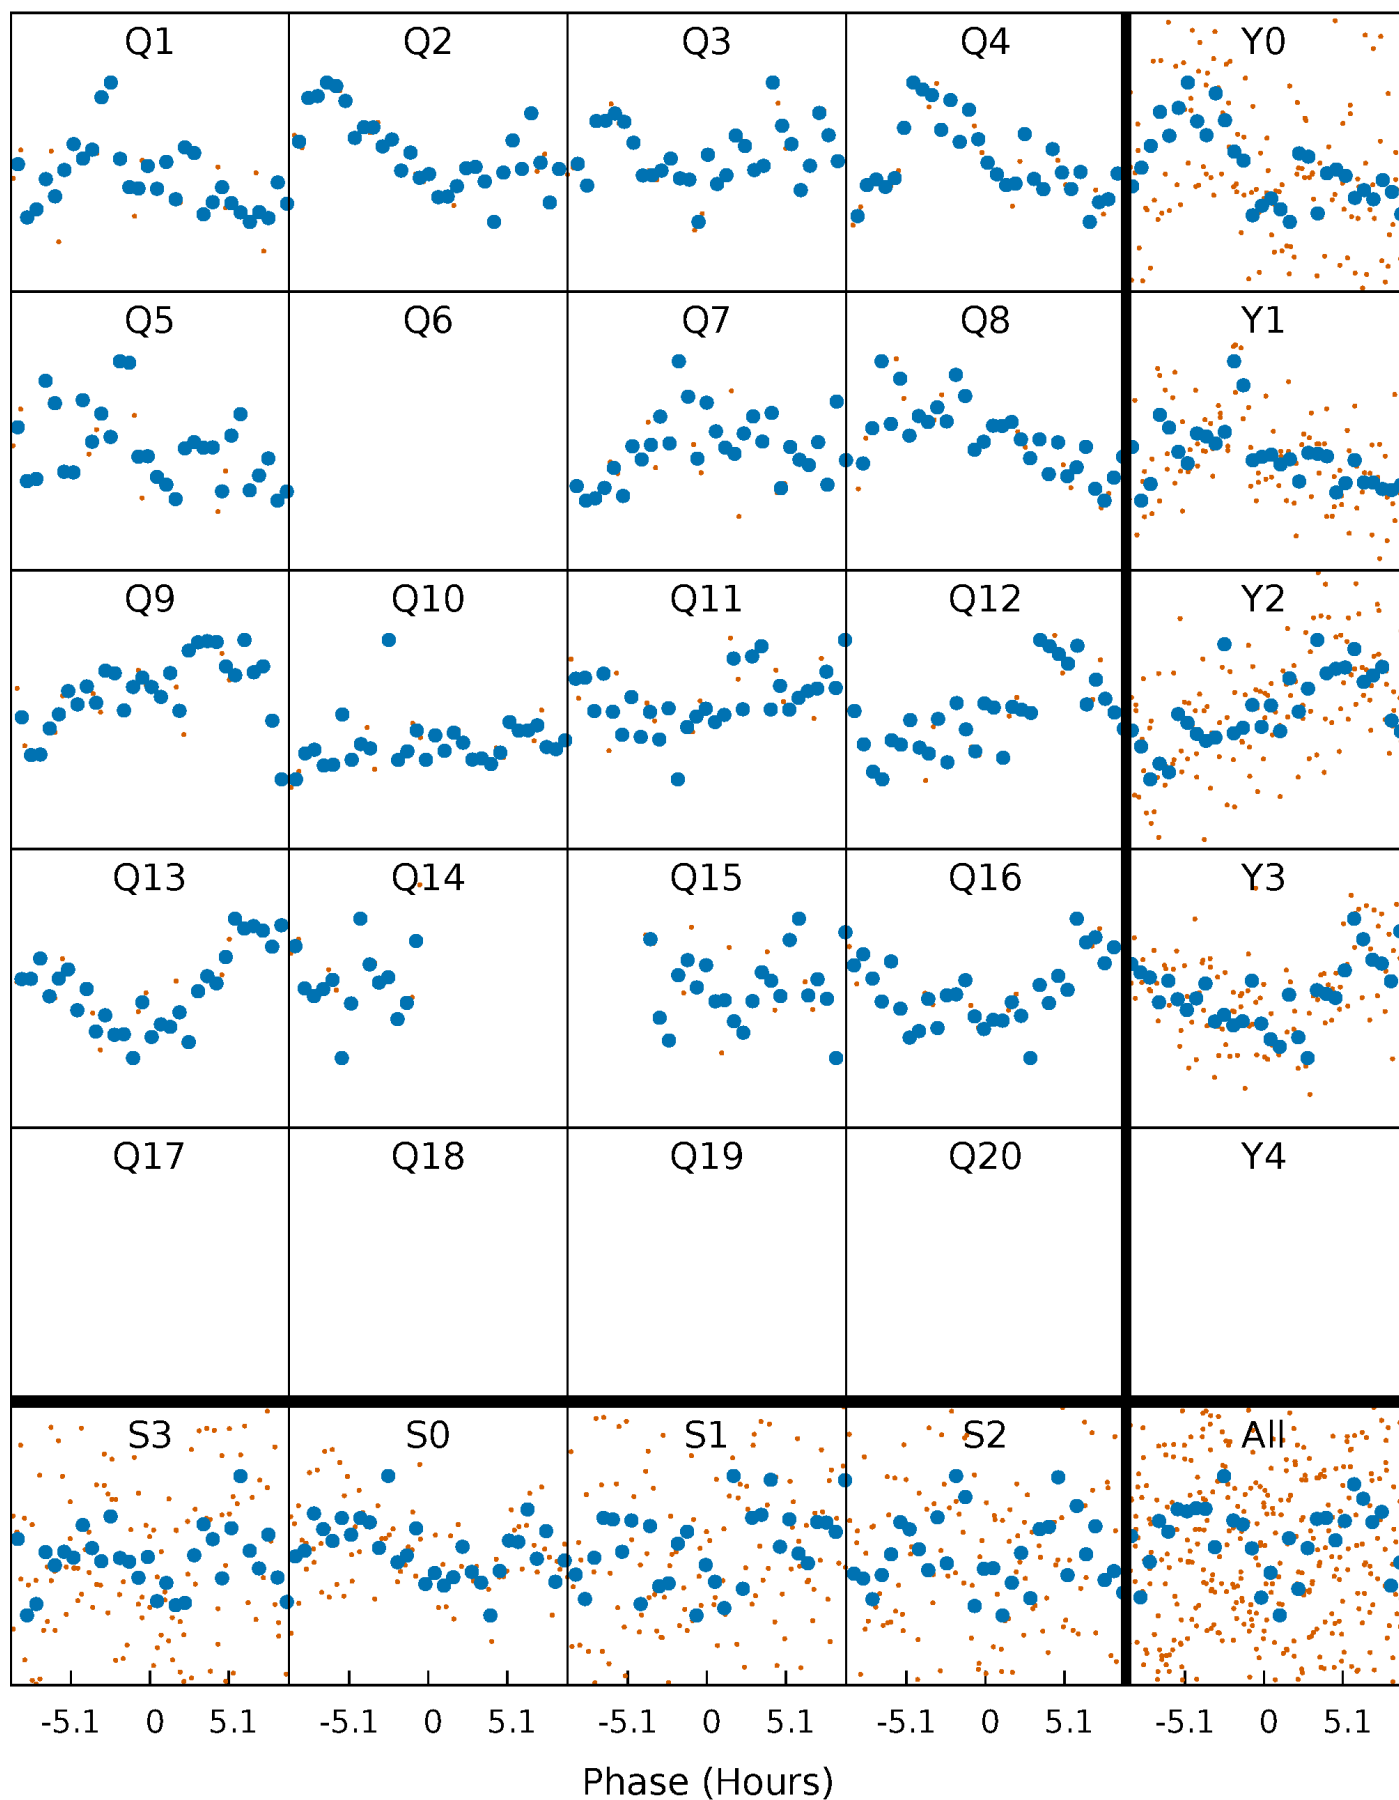 Q1 Q2 Q3 Q4 Y0
Q5 Q6 Q7 Q8 Y1
Q9 Q10 Q11 Q12 Y2
Q13 Q14 Q15 Q16 Y3
Q17 Q18 Q19 Q20 Y4
S3 S0 S1 S2 All
-5.1 0 5.1 -5.1 0 5.1 -5.1 0 5.1 -5.1 0 5.1 -5.1 0 5.1
Phase (Hours)